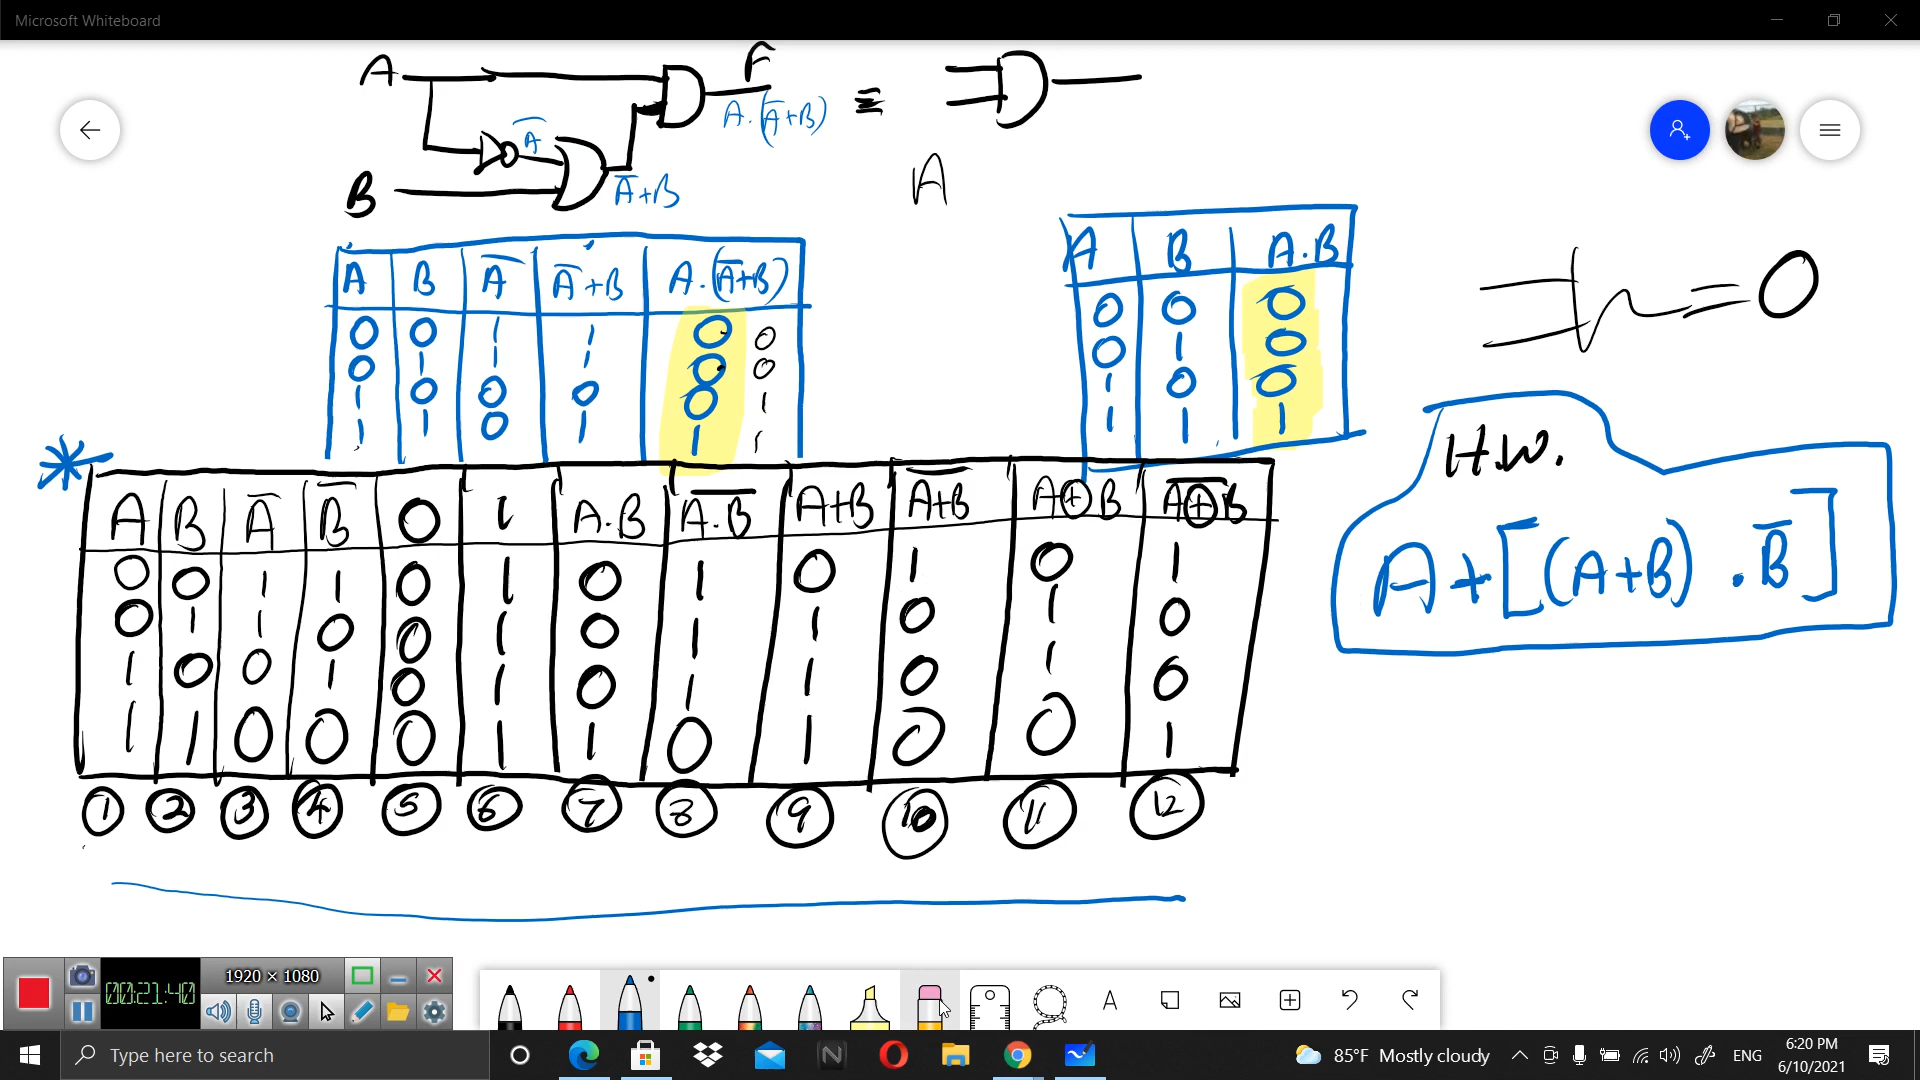 Microsoft Whiteboard
A
F
A.(A̅+B)
≡
A̅
B
A̅+B
A
A B A̅ A̅+B A.(A̅+B)
0 0 1 1 0 0
0 1 1 1 0 0
1 0 0 0 0 1
1 1 0 1 1 1
A B A.B
0 0 0
0 1 0
1 0 0
1 1 1
= 0
H.W.
A+[(A+B) . B̅]
*
A B A̅ B̅ 0 1 A.B A̅.̅B̅ A+B A̅+̅B̅ A⊕B A̅⊕̅B̅
0 0 1 1 0 1 0 1 0 1 0 1
0 1 1 0 0 1 0 1 1 0 1 0
1 0 0 1 0 1 0 1 1 0 1 0
1 1 0 0 0 1 1 0 1 0 0 1
1 2 3 4 5 6 7 8 9 10 11 12
1920 × 1080
00:21:40
A
Type here to search
N
85°F Mostly cloudy
ENG
6:20 PM
6/10/2021